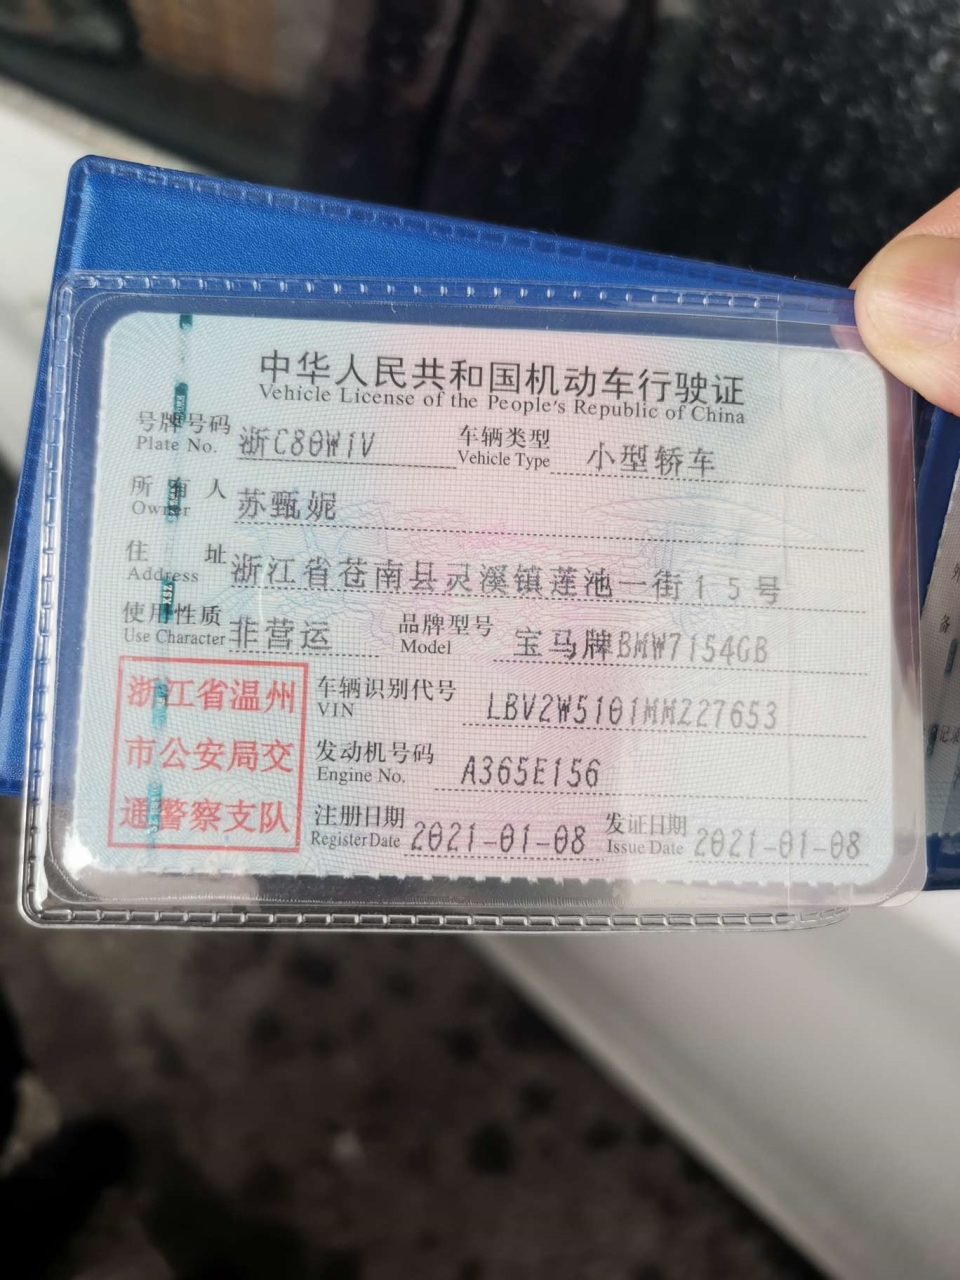 中华人民共和国机动车行驶证
Vehicle License of the People's Republic of China
号牌号码 浙C80W1V 车辆类型 小型轿车
Plate No. Vehicle Type
所有人 苏甄妮
Owner
住址 浙江省苍南县灵溪镇莲池一街15号
Address
使用性质 非营运 品牌型号 宝马牌BMW7154GB
Use Character Model
浙江省温州
市公安局交
通警察支队
车辆识别代号 LBV2W5101MM227653
VIN
发动机号码 A365E156
Engine No.
注册日期 2021-01-08 发证日期 2021-01-08
Register Date Issue Date